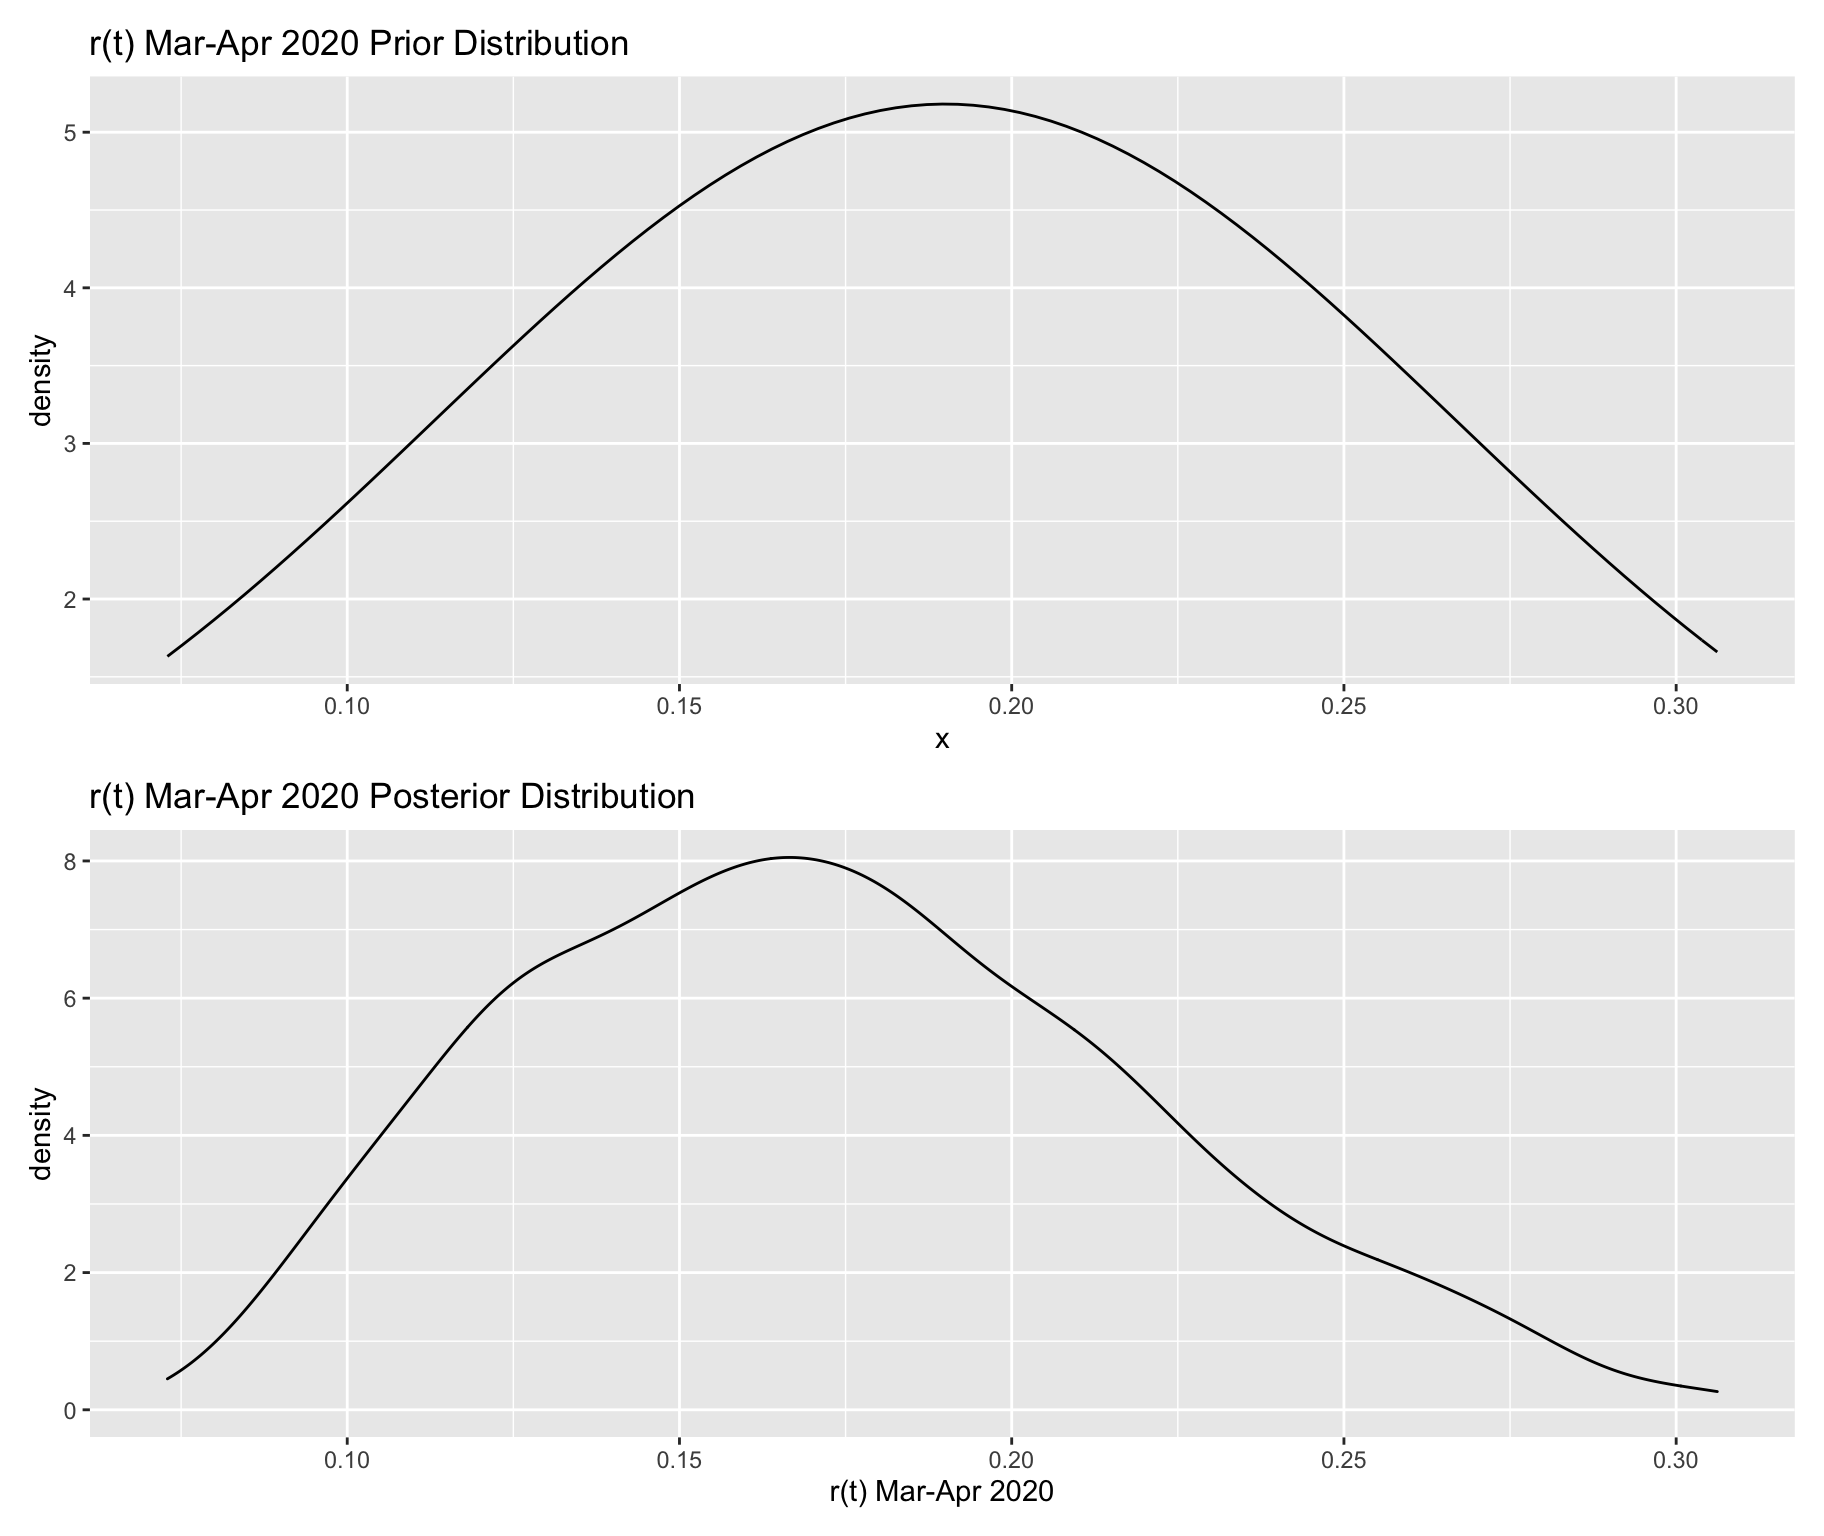 r(t) Mar-Apr 2020 Prior Distribution
5
4
3
2
density
0.10 0.15 0.20 0.25 0.30
x
r(t) Mar-Apr 2020 Posterior Distribution
8
6
4
2
0
density
0.10 0.15 0.20 0.25 0.30
r(t) Mar-Apr 2020